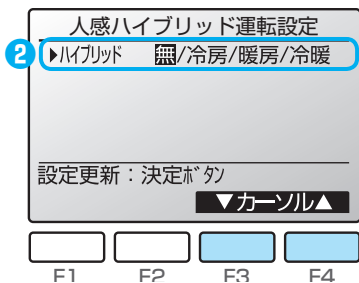 人感ハイブリッド運転設定
2 ▶ハイブリッド 無/冷房/暖房/冷暖
設定更新：決定ボタン
▼カーソル▲
F1 F2 F3 F4